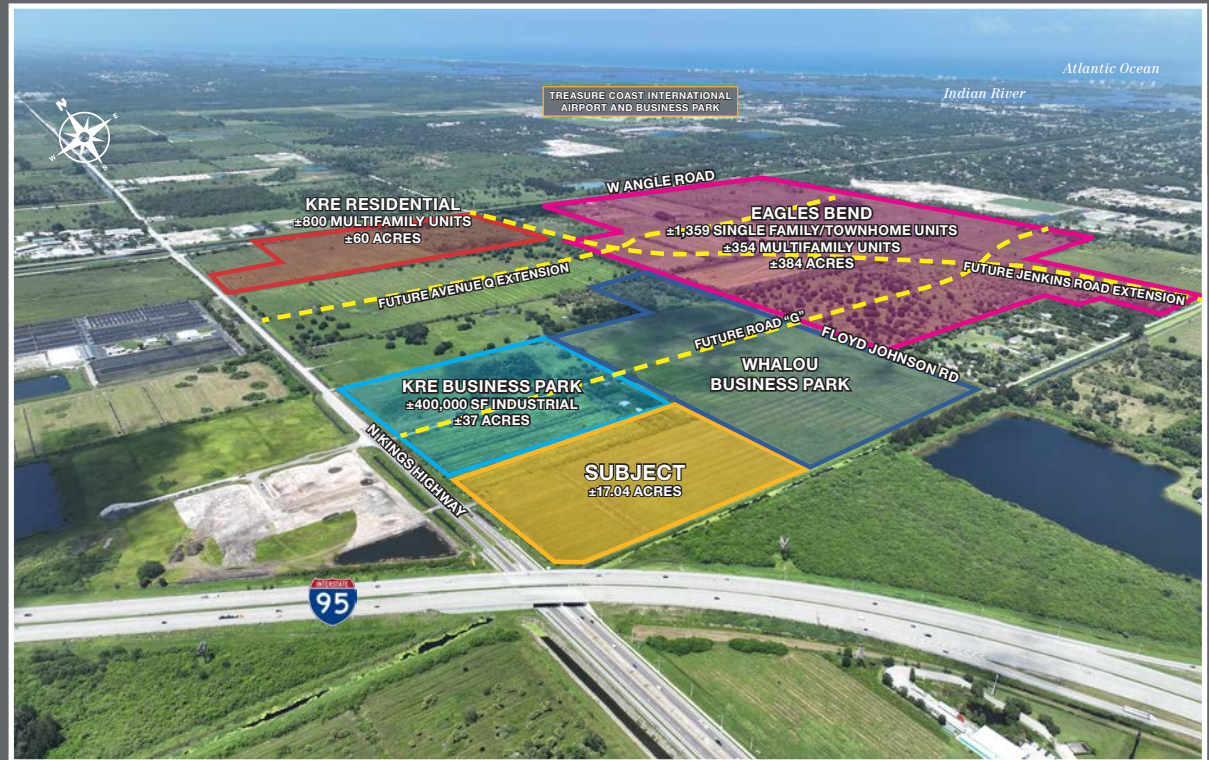 Atlantic Ocean
Indian River
TREASURE COAST INTERNATIONAL
AIRPORT AND BUSINESS PARK
N
E
W
S
W ANGLE ROAD
KRE RESIDENTIAL
±800 MULTIFAMILY UNITS
±60 ACRES
EAGLES BEND
±1,359 SINGLE FAMILY/TOWNHOME UNITS
±354 MULTIFAMILY UNITS
±384 ACRES
FUTURE AVENUE Q EXTENSION
FUTURE JENKINS ROAD EXTENSION
FUTURE ROAD "G"
FLOYD JOHNSON RD
WHALOU
BUSINESS PARK
KRE BUSINESS PARK
±400,000 SF INDUSTRIAL
±37 ACRES
N KINGS HIGHWAY
SUBJECT
±17.04 ACRES
INTERSTATE
95